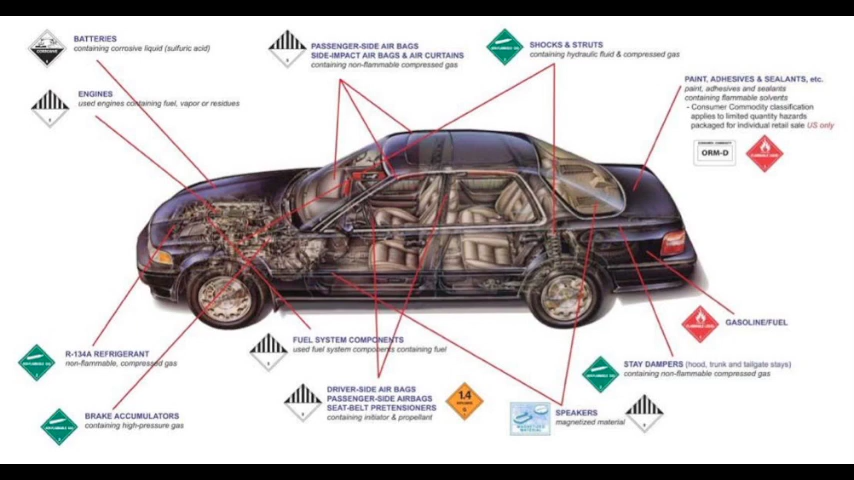 BATTERIES
containing corrosive liquid (sulfuric acid)
CORROSIVE
ENGINES
used engines containing fuel, vapor or residues
PASSENGER-SIDE AIR BAGS
SIDE-IMPACT AIR BAGS & AIR CURTAINS
containing non-flammable compressed gas
SHOCKS & STRUTS
containing hydraulic fluid & compressed gas
PAINT, ADHESIVES & SEALANTS, etc.
paint, adhesives and sealants
containing flammable solvents
- Consumer Commodity classification
applies to limited quantity hazards
packaged for individual retail sale US only
ORM-D
GASOLINE/FUEL
R-134A REFRIGERANT
non-flammable, compressed gas
FUEL SYSTEM COMPONENTS
used fuel system components containing fuel
STAY DAMPERS (hood, trunk and tailgate stays)
containing non-flammable compressed gas
BRAKE ACCUMULATORS
containing high-pressure gas
DRIVER-SIDE AIR BAGS
PASSENGER-SIDE AIRBAGS
SEAT-BELT PRETENSIONERS
containing initiator & propellant
1.4
SPEAKERS
magnetized material